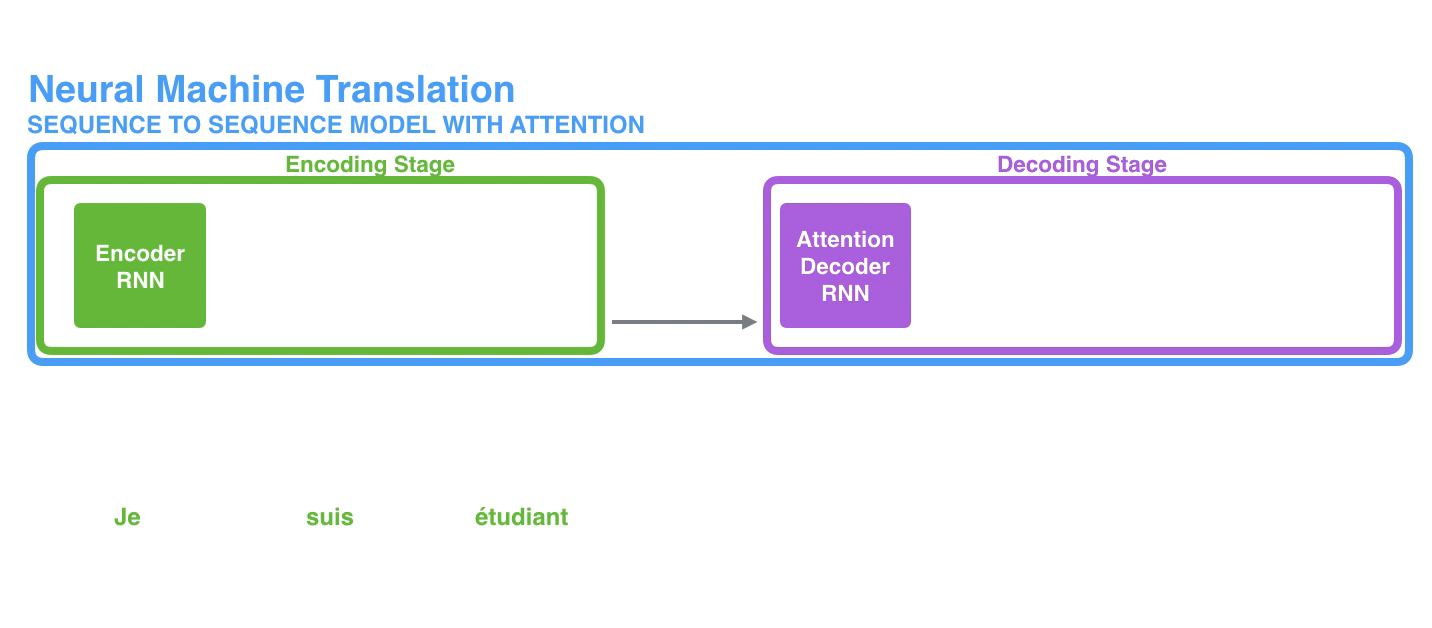 Neural Machine Translation
SEQUENCE TO SEQUENCE MODEL WITH ATTENTION
Encoding Stage
Decoding Stage
Encoder
RNN
Attention
Decoder
RNN
Je
suis
étudiant